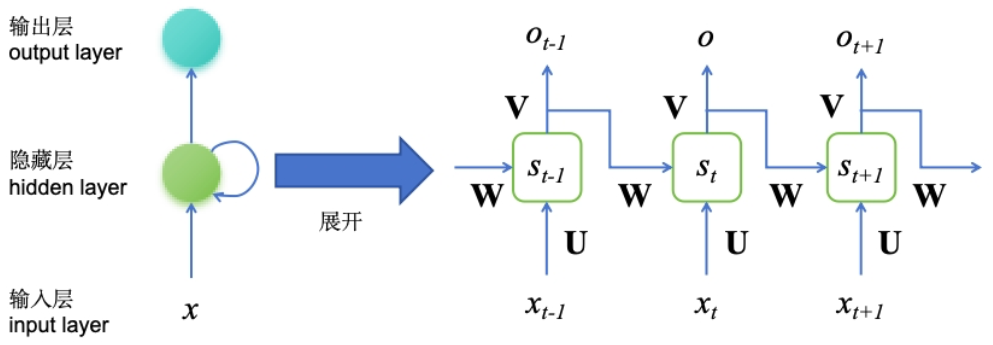 输出层
output layer
隐藏层
hidden layer
输入层
input layer
x
展开
o_{t-1} o o_{t+1}
V V V
s_{t-1} s_t s_{t+1}
W W W W
U U U
x_{t-1} x_t x_{t+1}